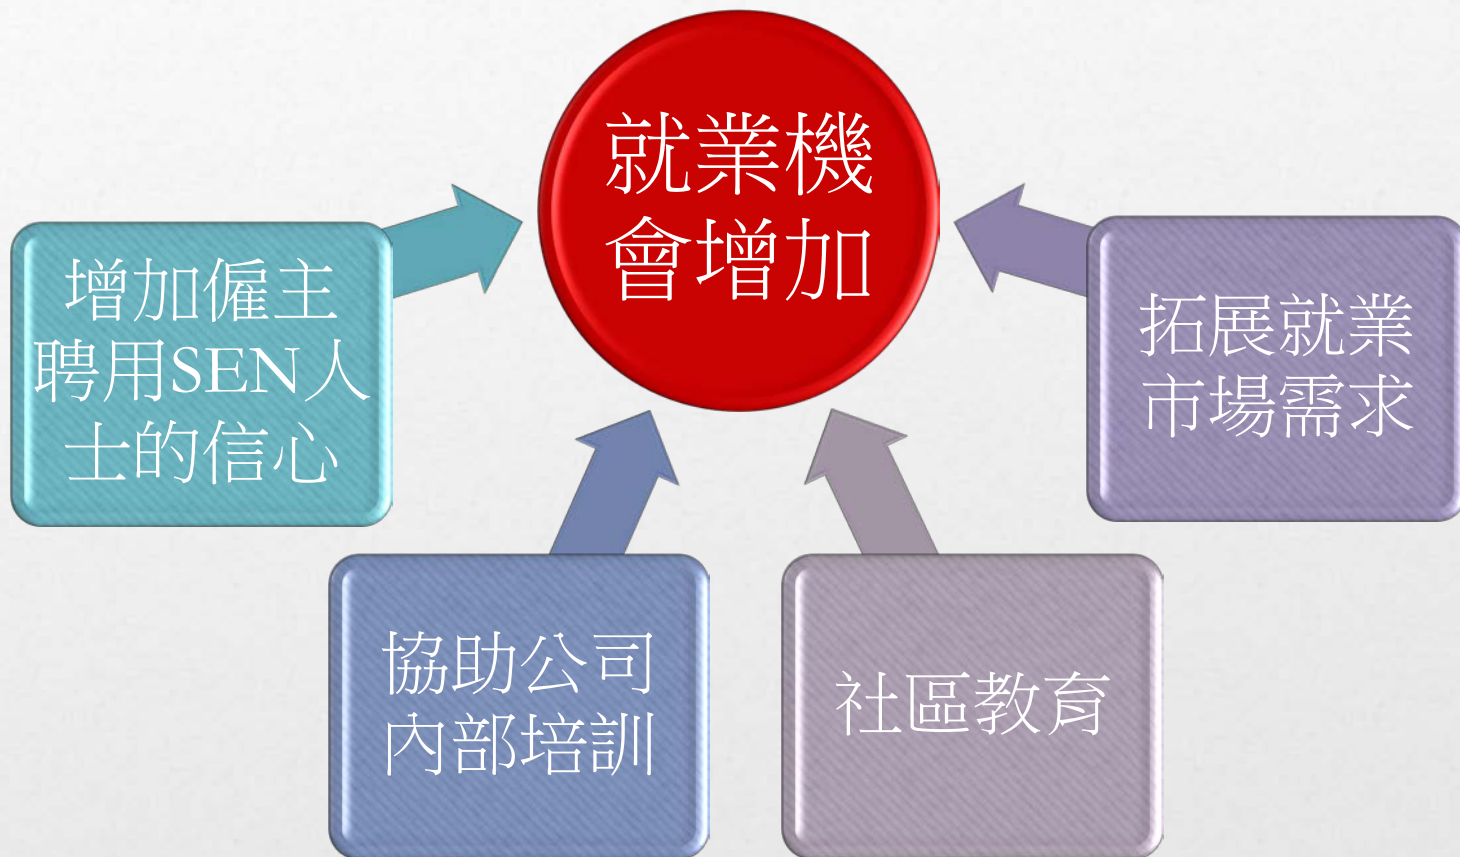 就業機
會增加
增加僱主
聘用SEN人
士的信心
拓展就業
市場需求
協助公司
內部培訓
社區教育